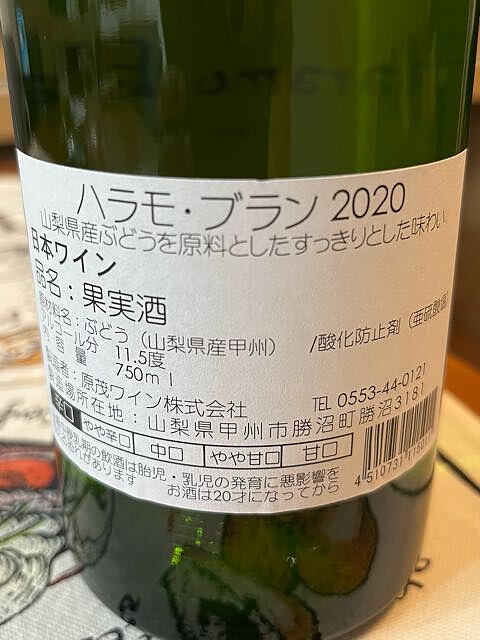 ハラモ・ブラン 2020
山梨県産ぶどうを原料としたすっきりとした味わい
日本ワイン
品名：果実酒
原材料名：ぶどう（山梨県産甲州）/酸化防止剤（亜硫酸塩
アルコール分 11.5度
内容量 750ml
製造者：原茂ワイン株式会社 TEL 0553-44-0121
製造場所在地：山梨県甲州市勝沼町勝沼3181
辛口 やや辛口 中口 やや甘口 甘口
乳期の飲酒は胎児・乳児の発育に悪影響を
あります お酒は20才になってから
4 510731